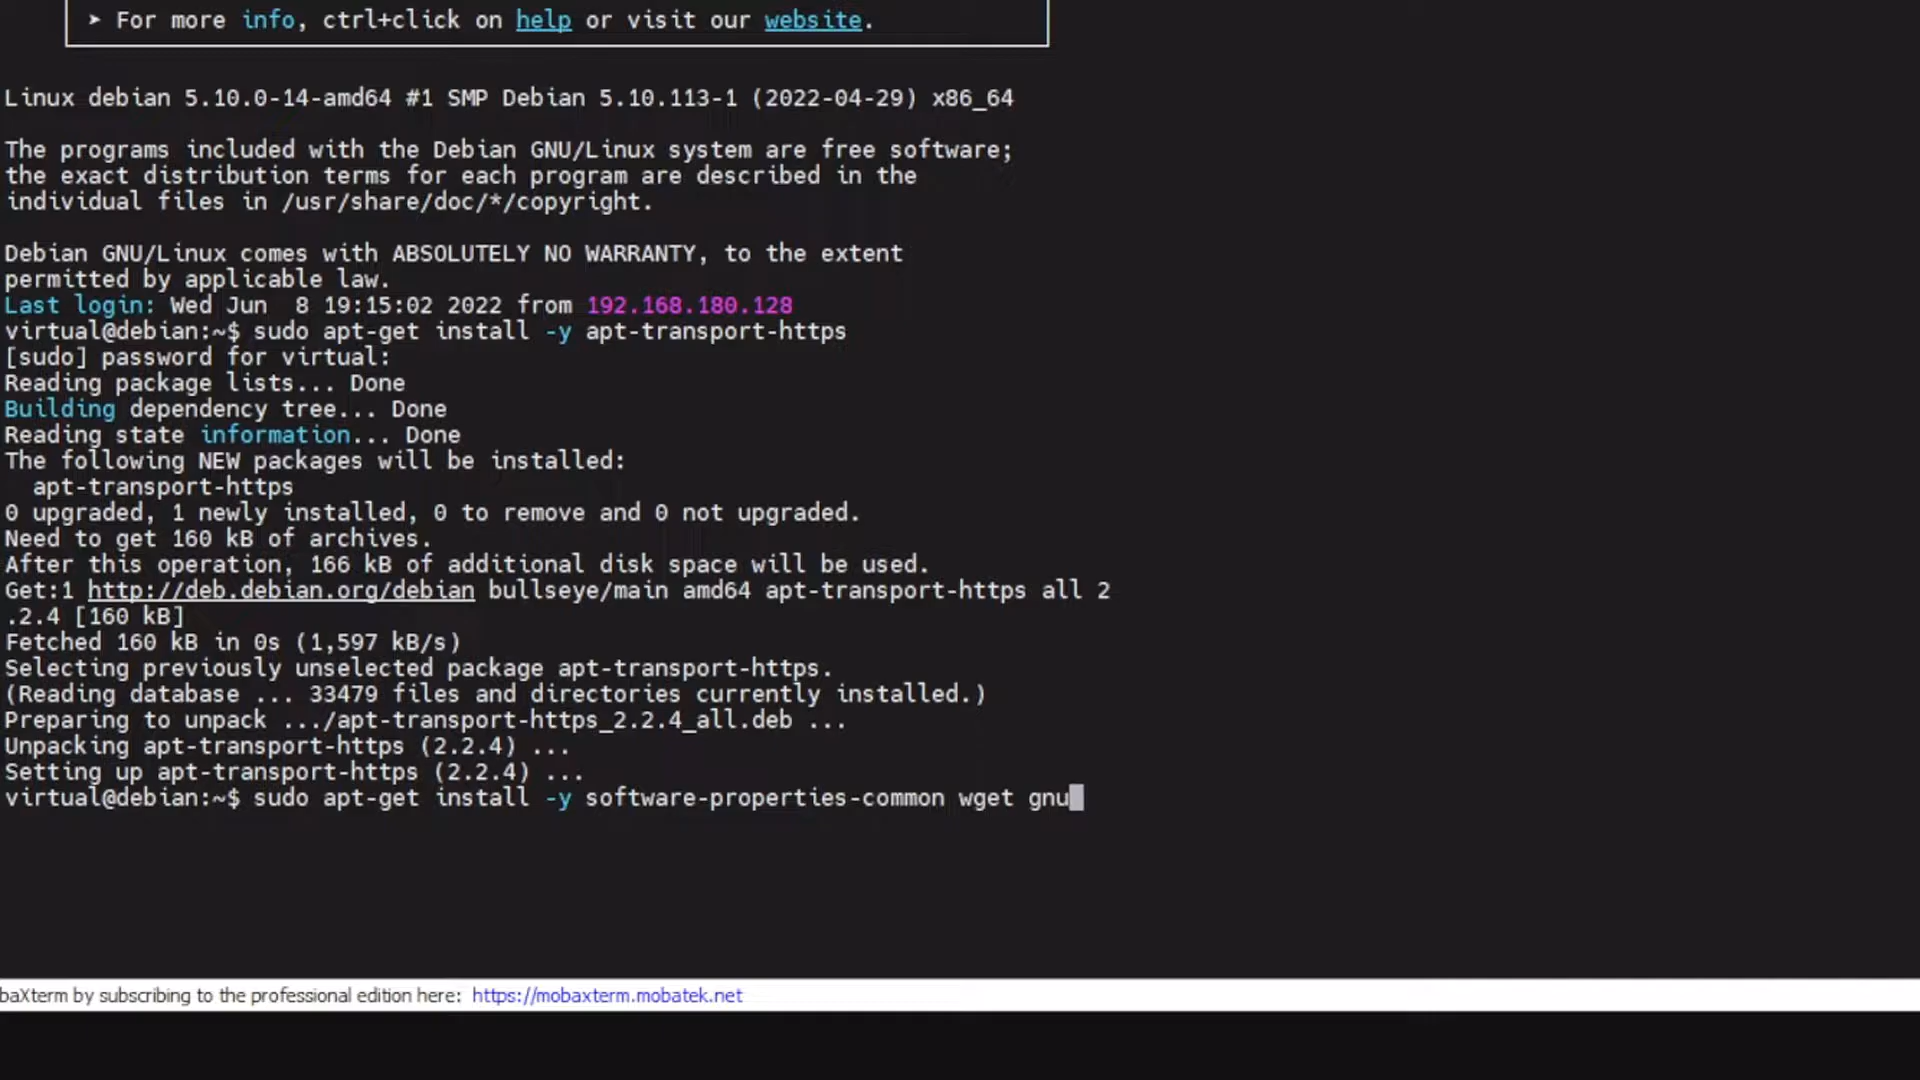 ➤ For more info, ctrl+click on help or visit our website.
Linux debian 5.10.0-14-amd64 #1 SMP Debian 5.10.113-1 (2022-04-29) x86_64
The programs included with the Debian GNU/Linux system are free software;
the exact distribution terms for each program are described in the
individual files in /usr/share/doc/*/copyright.
Debian GNU/Linux comes with ABSOLUTELY NO WARRANTY, to the extent
permitted by applicable law.
Last login: Wed Jun  8 19:15:02 2022 from 192.168.180.128
virtual@debian:~$ sudo apt-get install -y apt-transport-https
[sudo] password for virtual:
Reading package lists... Done
Building dependency tree... Done
Reading state information... Done
The following NEW packages will be installed:
  apt-transport-https
0 upgraded, 1 newly installed, 0 to remove and 0 not upgraded.
Need to get 160 kB of archives.
After this operation, 166 kB of additional disk space will be used.
Get:1 http://deb.debian.org/debian bullseye/main amd64 apt-transport-https all 2
.2.4 [160 kB]
Fetched 160 kB in 0s (1,597 kB/s)
Selecting previously unselected package apt-transport-https.
(Reading database ... 33479 files and directories currently installed.)
Preparing to unpack .../apt-transport-https_2.2.4_all.deb ...
Unpacking apt-transport-https (2.2.4) ...
Setting up apt-transport-https (2.2.4) ...
virtual@debian:~$ sudo apt-get install -y software-properties-common wget gnu
baXterm by subscribing to the professional edition here: https://mobaxterm.mobatek.net